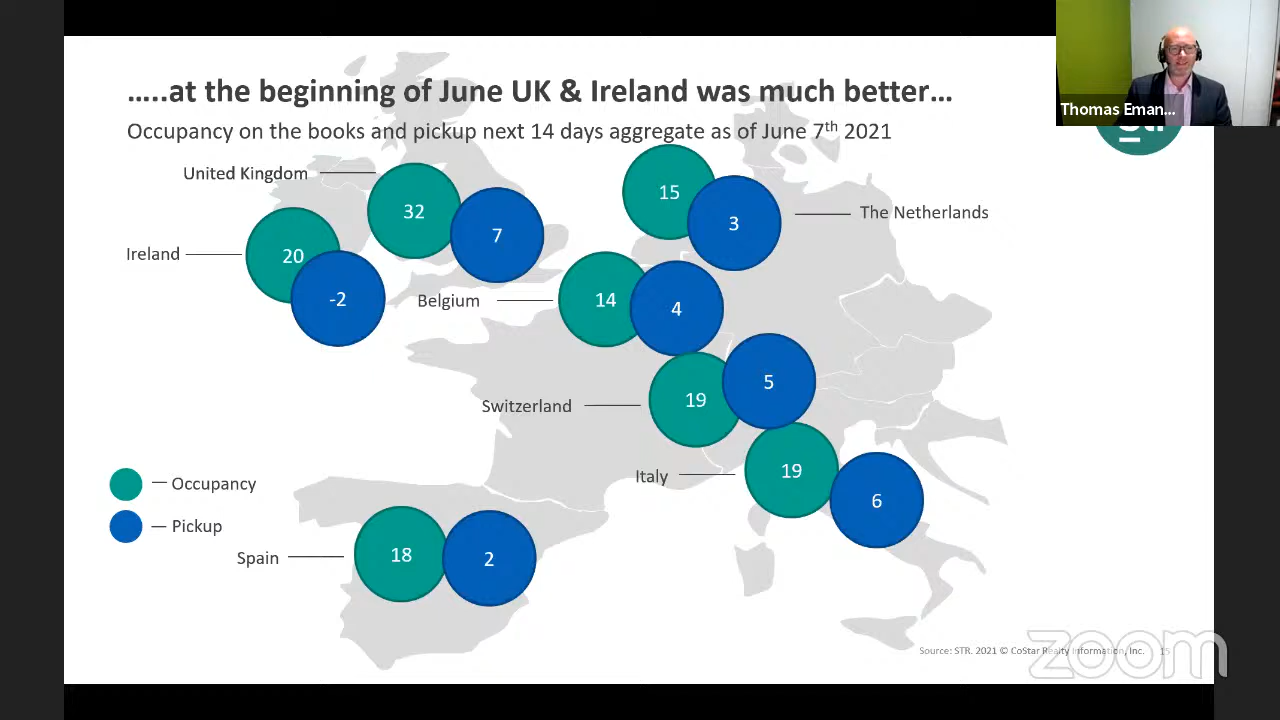 …..at the beginning of June UK & Ireland was much better…
Occupancy on the books and pickup next 14 days aggregate as of June 7th 2021
Thomas Eman...
str
United Kingdom
32
7
15
3
The Netherlands
Ireland
20
-2
Belgium
14
4
Switzerland
19
5
Italy
19
6
Occupancy
Pickup
Spain
18
2
Source: STR. 2021 © CoStar Realty Information, Inc.
15
zoom